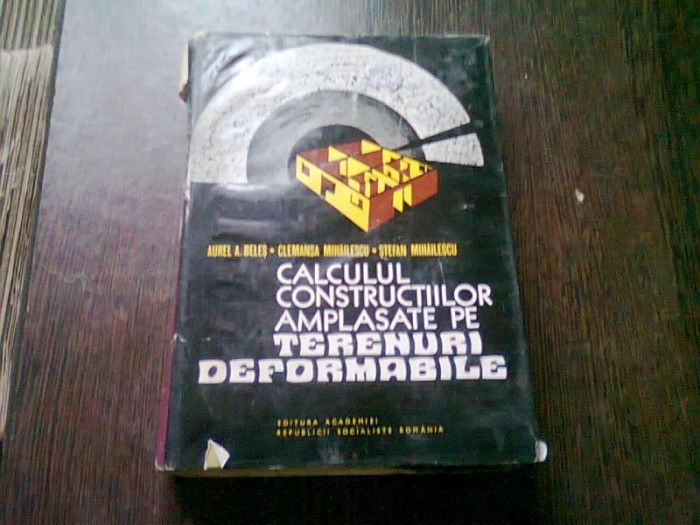 AUREL A. BELEȘ • CLEMANSA MIHĂILESCU • ȘTEFAN MIHĂILESCU
CALCULUL
CONSTRUCȚIILOR
AMPLASATE PE
TERENURI
DEFORMABILE
EDITURA ACADEMIEI
REPUBLICII SOCIALISTE ROMÂNIA